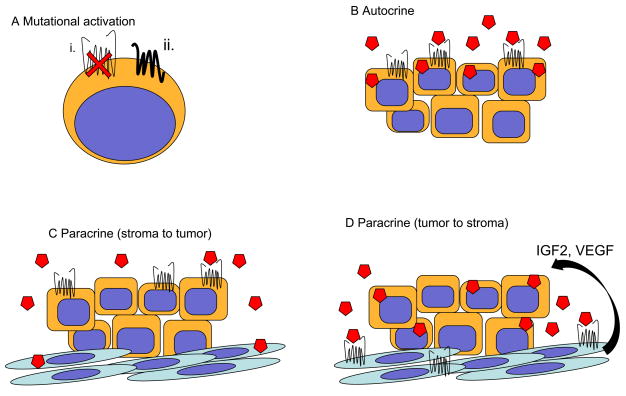 A Mutational activation
i.
ii.
B Autocrine
C Paracrine (stroma to tumor)
D Paracrine (tumor to stroma)
IGF2, VEGF